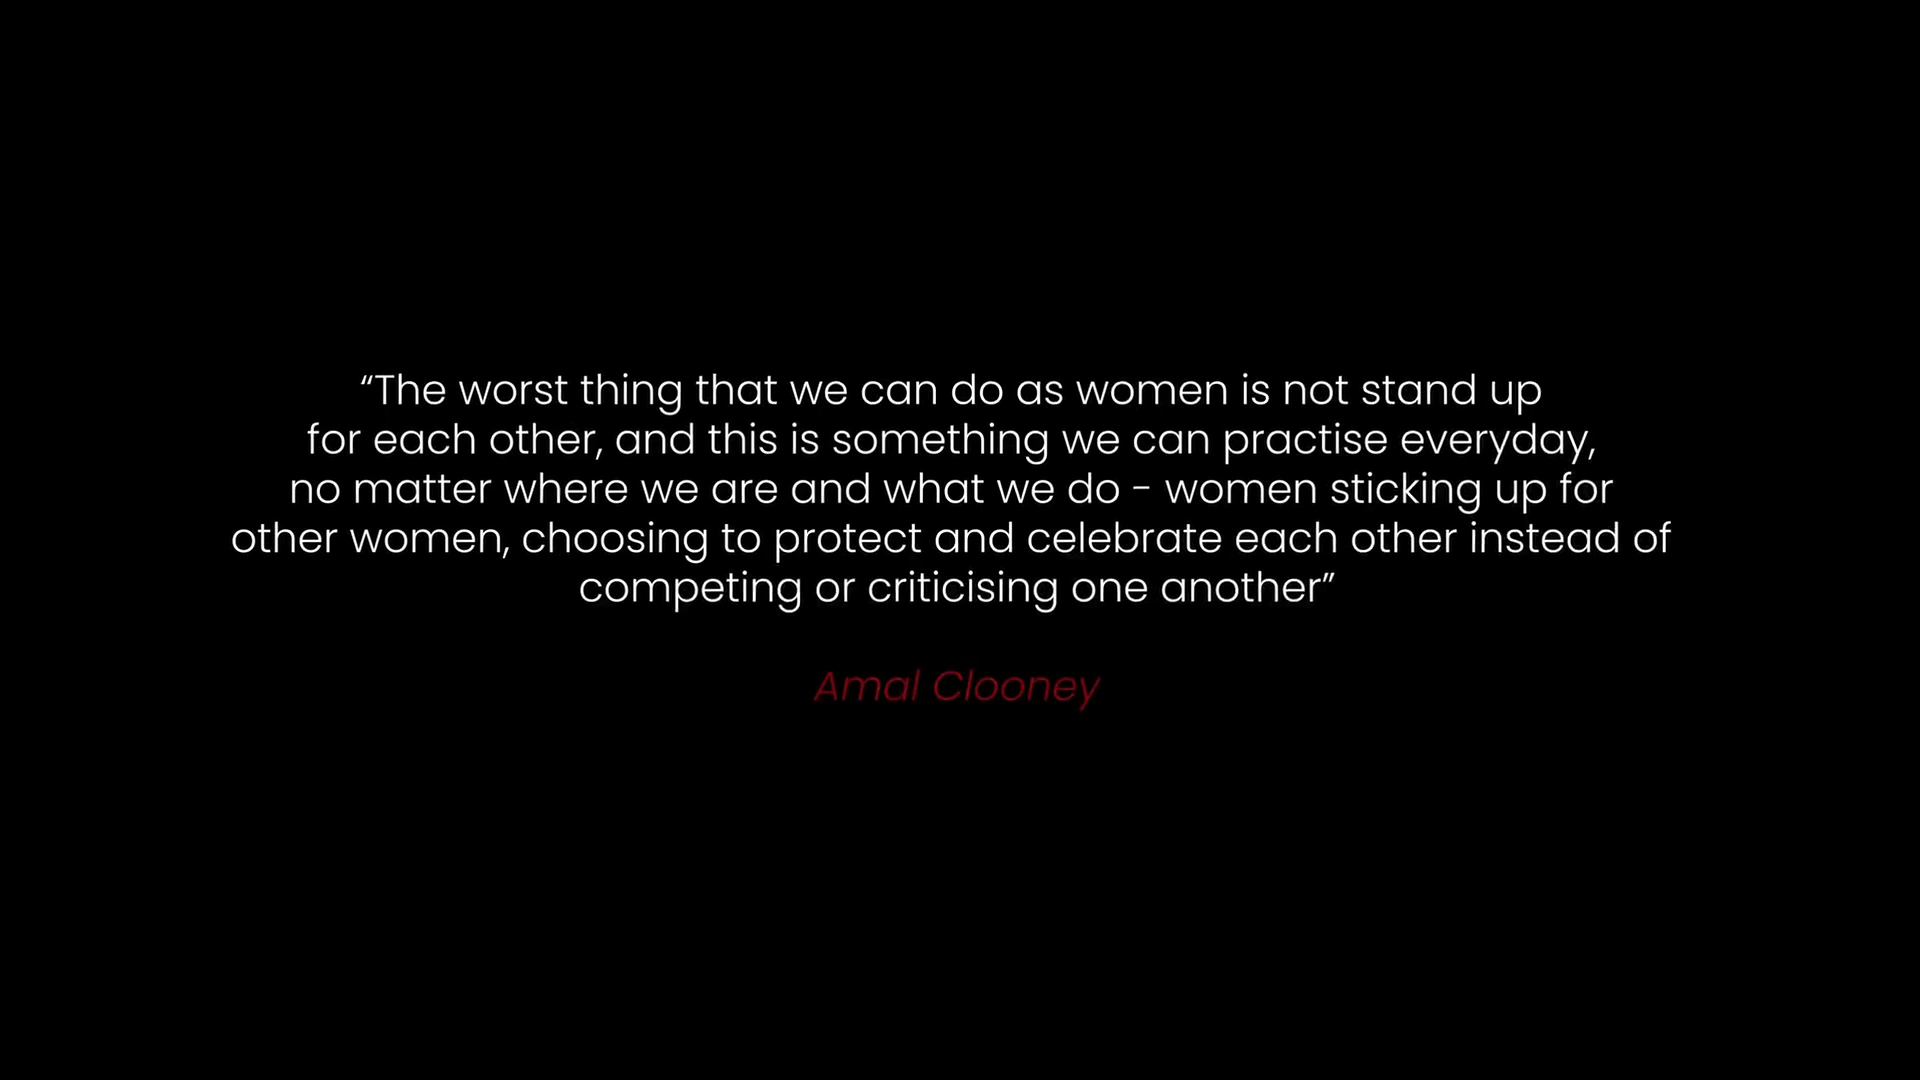 “The worst thing that we can do as women is not stand up
for each other, and this is something we can practise everyday,
no matter where we are and what we do - women sticking up for
other women, choosing to protect and celebrate each other instead of
competing or criticising one another”
Amal Clooney